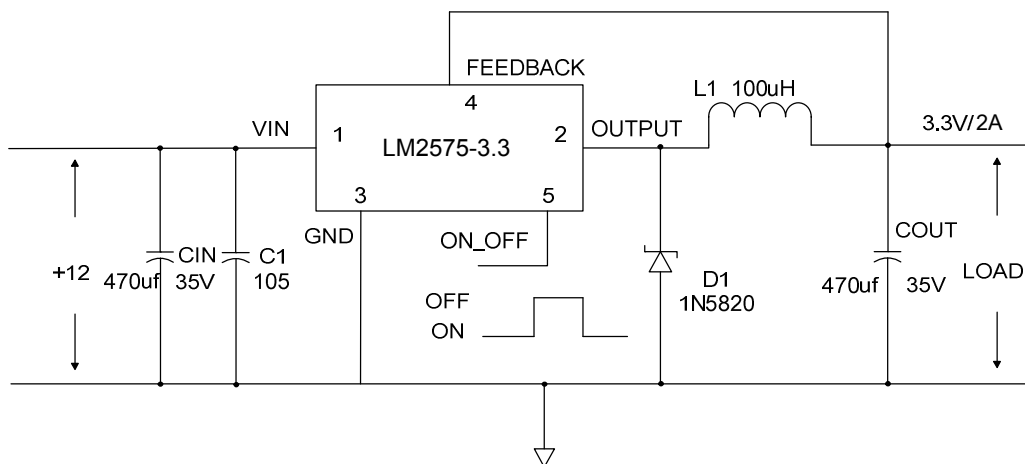 FEEDBACK
L1 100uH
4
VIN
OUTPUT
3.3V/2A
1
LM2575-3.3
2
3
5
GND
ON_OFF
COUT
+12
CIN
C1
470uf
35V
105
D1
1N5820
470uf
35V
LOAD
OFF
ON